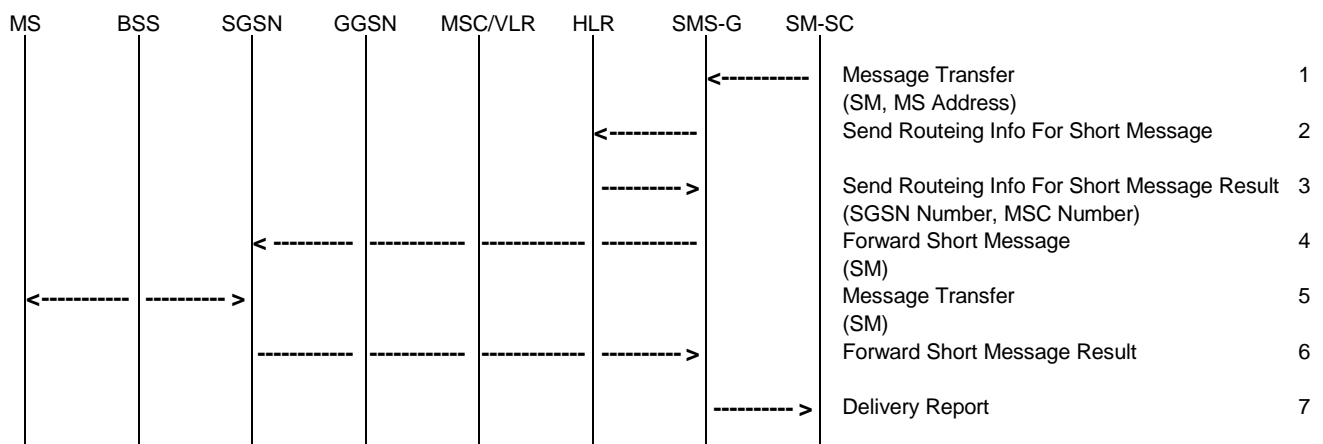 MS BSS SGSN GGSN MSC/VLR HLR SMS-G SM-SC
Message Transfer 1
(SM, MS Address)
Send Routeing Info For Short Message 2
Send Routeing Info For Short Message Result 3
(SGSN Number, MSC Number)
Forward Short Message 4
(SM)
Message Transfer 5
(SM)
Forward Short Message Result 6
Delivery Report 7